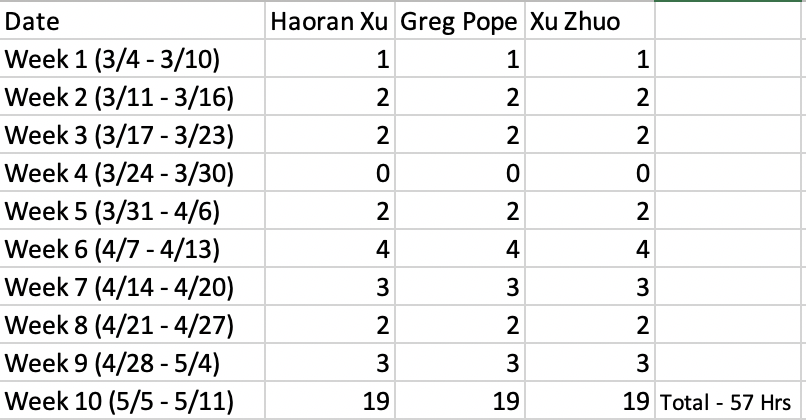 Date Haoran Xu Greg Pope Xu Zhuo
Week 1 (3/4 - 3/10) 1 1 1
Week 2 (3/11 - 3/16) 2 2 2
Week 3 (3/17 - 3/23) 2 2 2
Week 4 (3/24 - 3/30) 0 0 0
Week 5 (3/31 - 4/6) 2 2 2
Week 6 (4/7 - 4/13) 4 4 4
Week 7 (4/14 - 4/20) 3 3 3
Week 8 (4/21 - 4/27) 2 2 2
Week 9 (4/28 - 5/4) 3 3 3
Week 10 (5/5 - 5/11) 19 19 19 Total - 57 Hrs